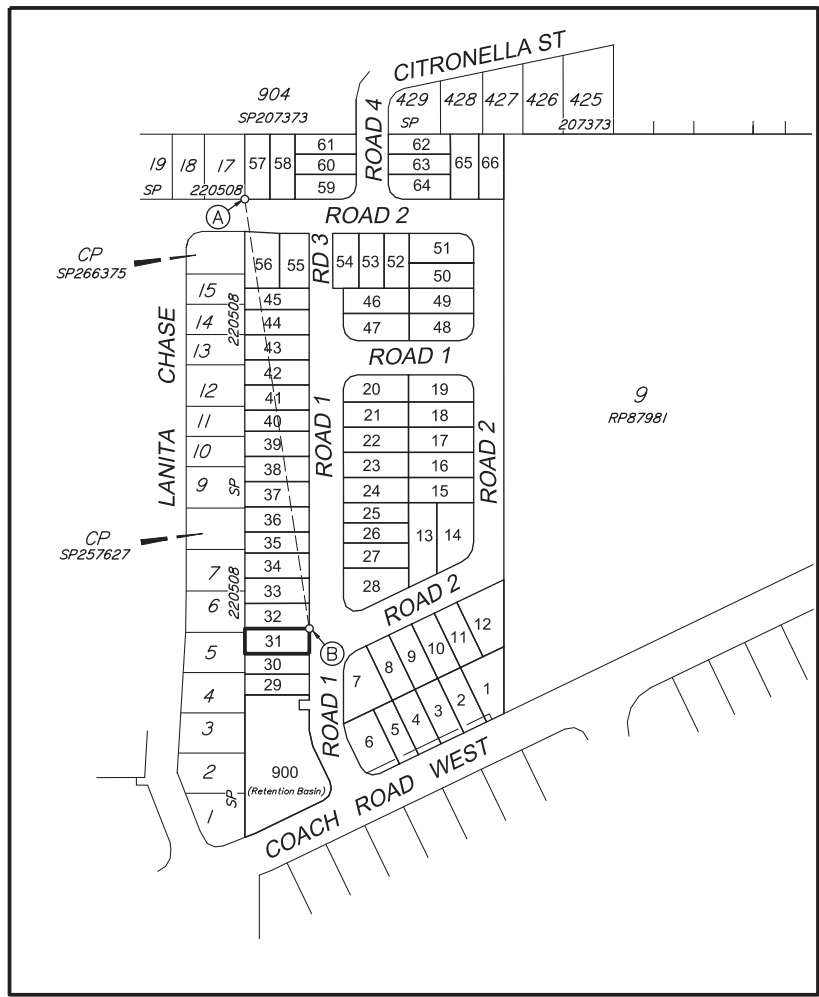 CITRONELLA ST
904
SP207373
ROAD 4
429 428 427 426 425
SP 207373
19 18 17 57 58 61 62 65 66
60 63
59 64
SP 220508
A
ROAD 2
CP
SP266375
56 55 RD 3 54 53 52 51
50
15 45 46 49
220508
14 44 47 48
13 43
ROAD 1
LANITA CHASE
42
12 41 20 19
11 40 21 18
10 39 22 17
38 23 16
9 SP 37 24 15
ROAD 1
ROAD 2
9
RP87981
36 25
CP
SP257627
35 26 13 14
34 27
7 33 28
220508
6 32
ROAD 2
B
5 31
30
4 29
12
11
10
9
8
7
1
2
3
4
5
6
ROAD 1
3
2 900
(Retention Basin)
SP
1
COACH ROAD WEST